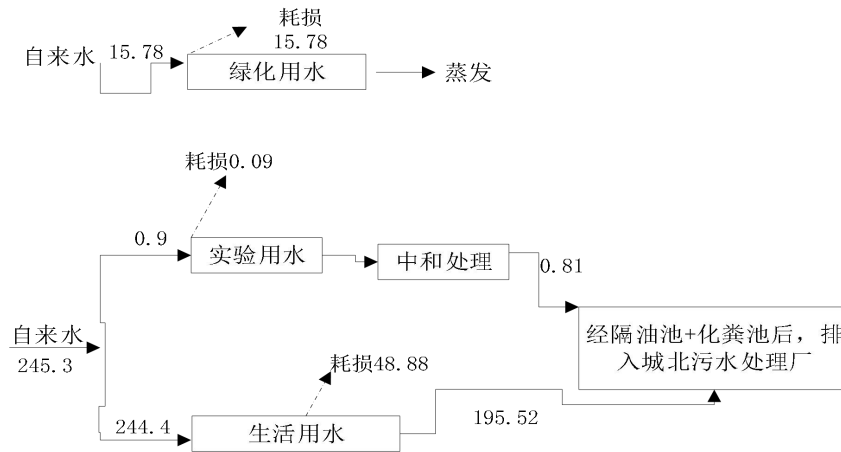 耗损
15.78
自来水
15.78
绿化用水
蒸发
耗损0.09
0.9
实验用水
中和处理
0.81
自来水
245.3
经隔油池+化粪池后，排
入城北污水处理厂
耗损48.88
244.4
生活用水
195.52